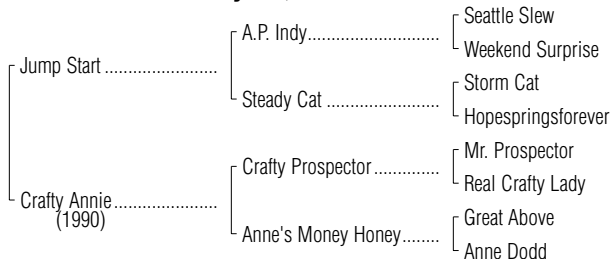 Seattle Slew
A.P. Indy..............................
Weekend Surprise
Jump Start ..........................
Storm Cat
Steady Cat ..........................
Hopespringsforever
Mr. Prospector
Crafty Prospector...............
Real Crafty Lady
Crafty Annie........................
(1990)
Great Above
Anne's Money Honey........
Anne Dodd